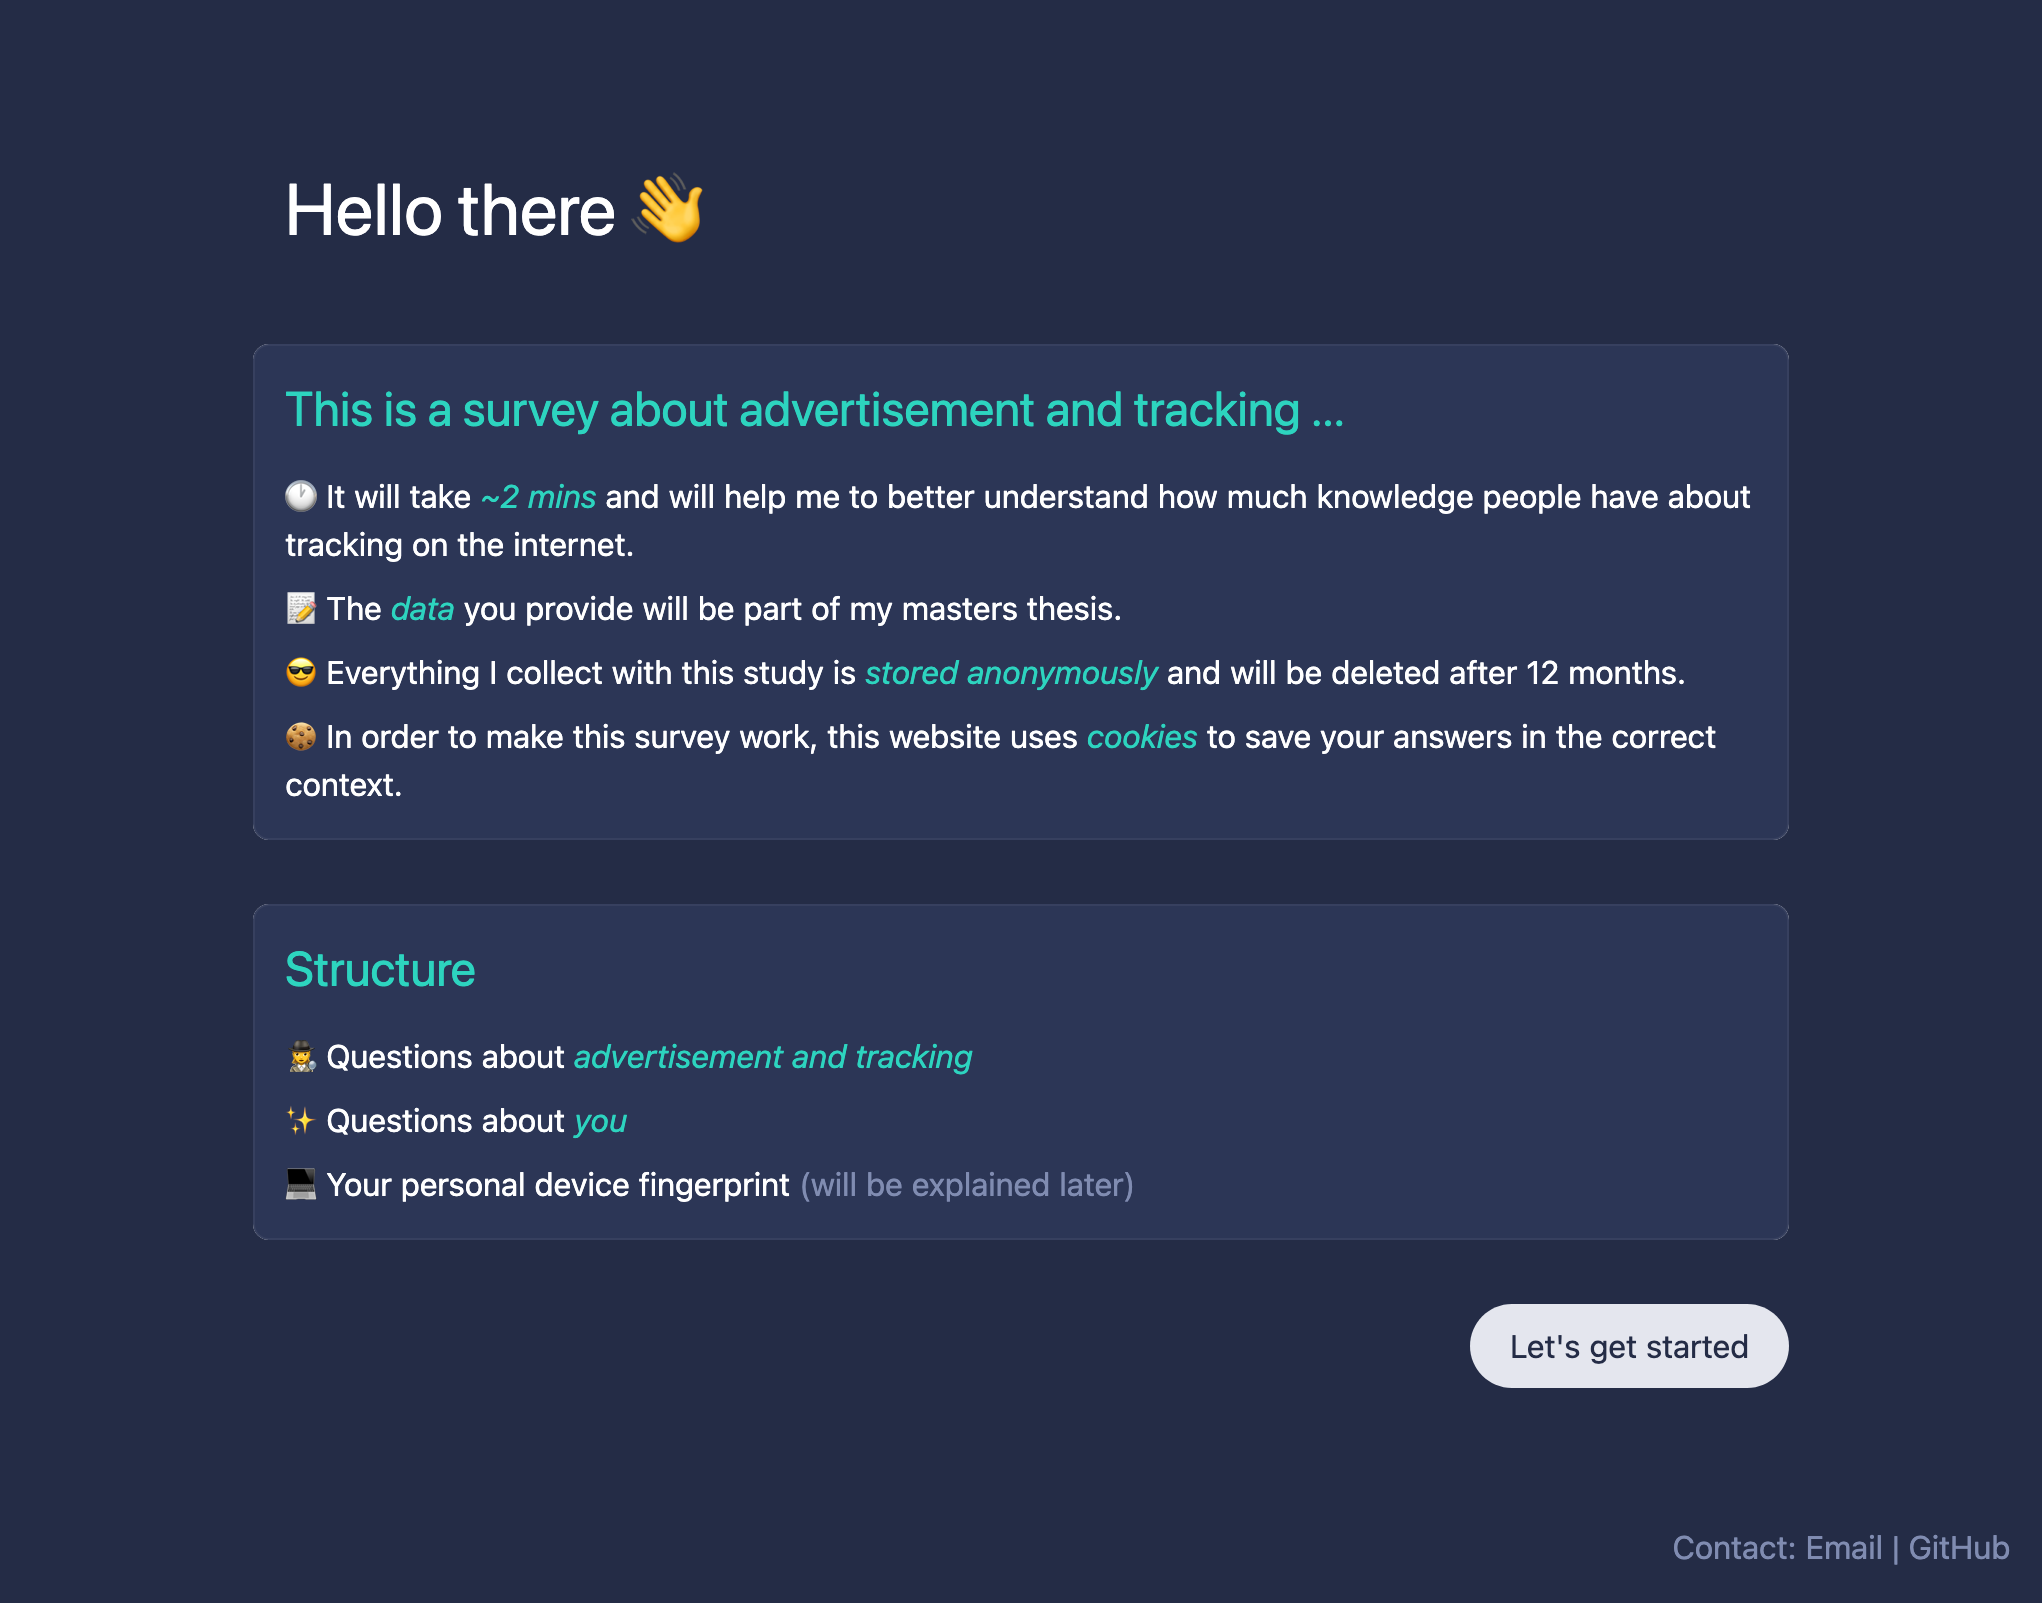 Hello there 👋
This is a survey about advertisement and tracking ...
🕐 It will take ~2 mins and will help me to better understand how much knowledge people have about
tracking on the internet.
📝 The data you provide will be part of my masters thesis.
😎 Everything I collect with this study is stored anonymously and will be deleted after 12 months.
🍪 In order to make this survey work, this website uses cookies to save your answers in the correct
context.
Structure
🕵️‍♀️ Questions about advertisement and tracking
✨ Questions about you
💻 Your personal device fingerprint (will be explained later)
Let's get started
Contact: Email | GitHub